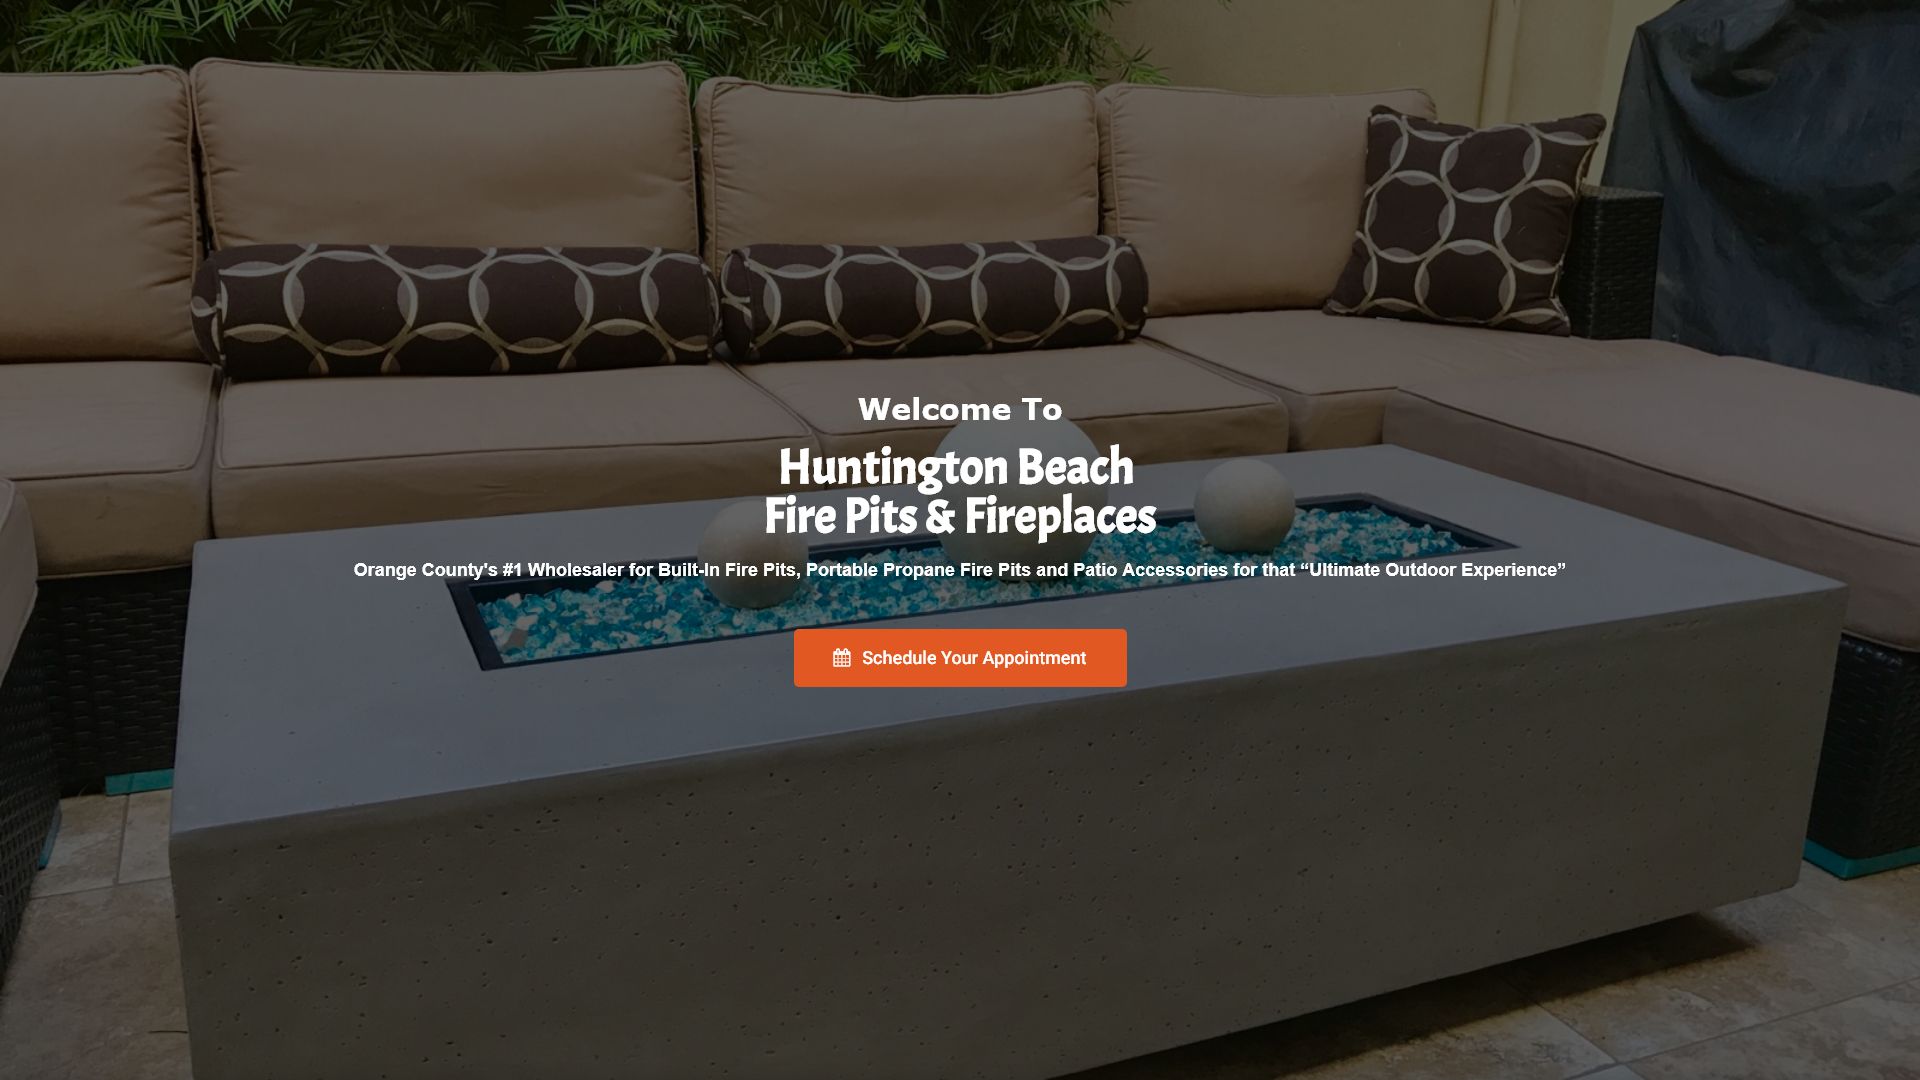 Welcome To
Huntington Beach
Fire Pits & Fireplaces
Orange County's #1 Wholesaler for Built-In Fire Pits, Portable Propane Fire Pits and Patio Accessories for that “Ultimate Outdoor Experience”
Schedule Your Appointment